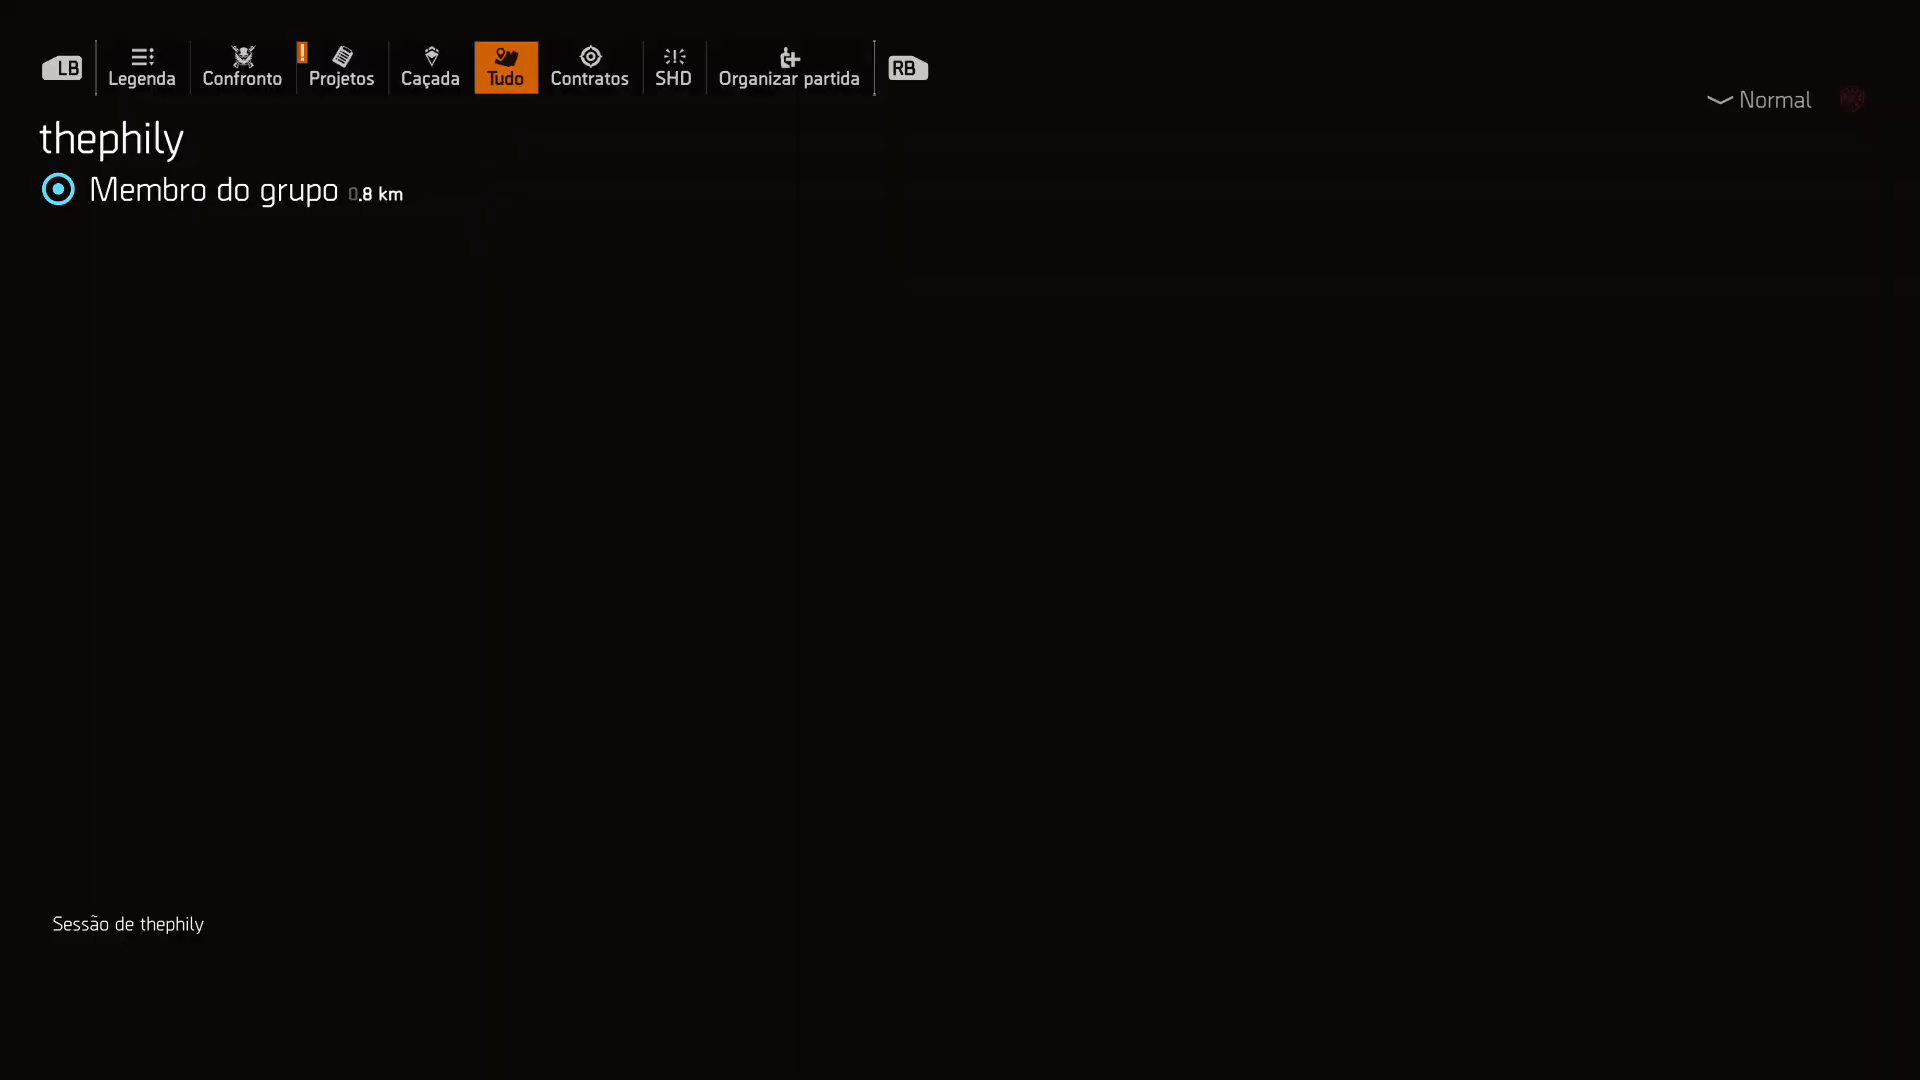 LB
Legenda
Confronto
!
Projetos
Caçada
Tudo
Contratos
SHD
Organizar partida
RB
Normal
thephily
Membro do grupo 0.8 km
Sessão de thephily